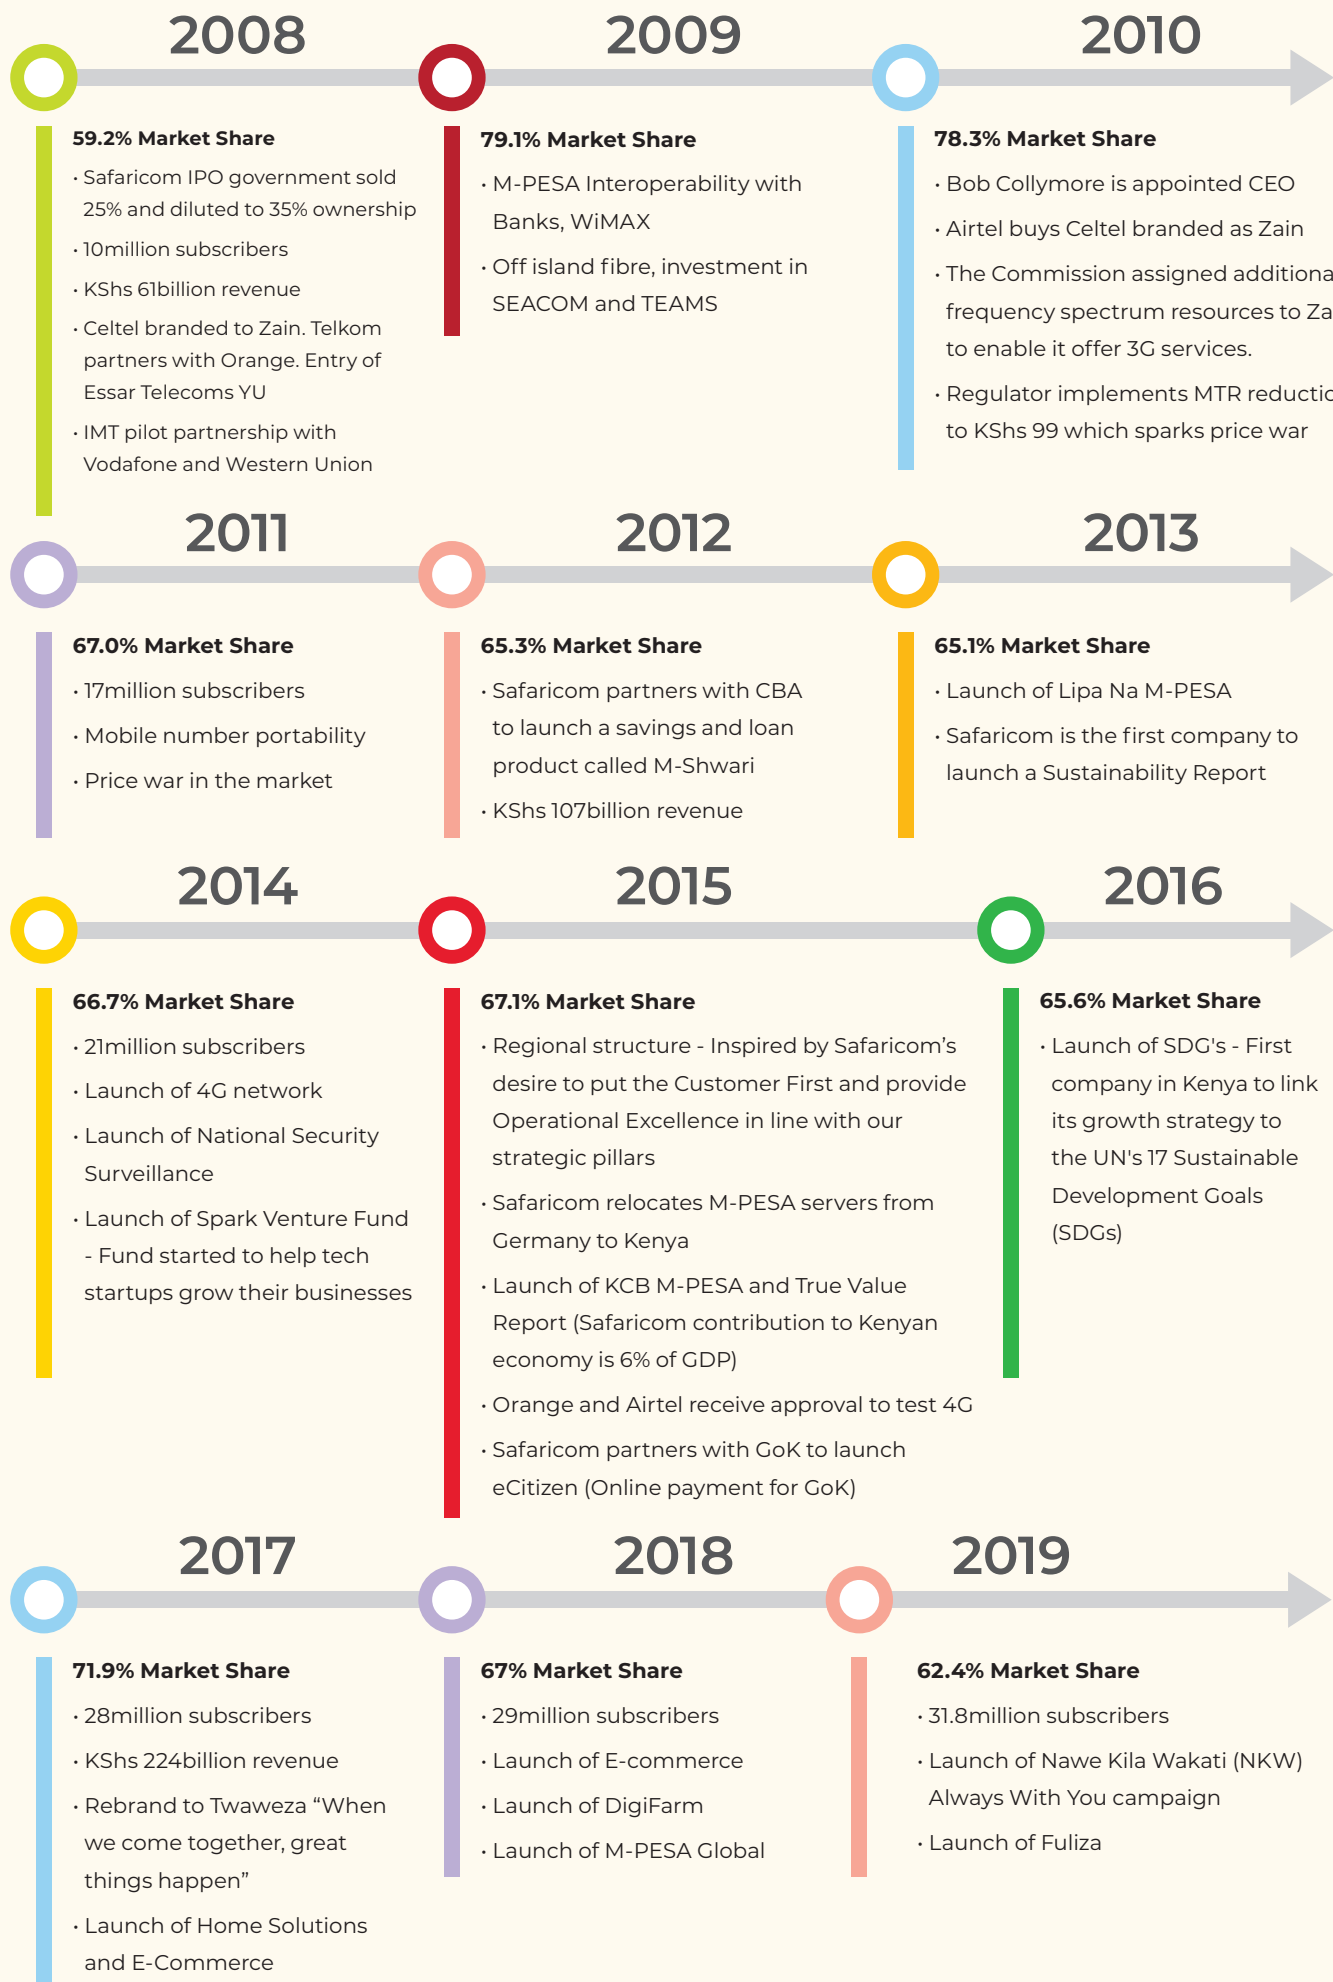 2008
2009
2010
59.2% Market Share
• Safaricom IPO government sold
25% and diluted to 35% ownership
• 10million subscribers
• KShs 61billion revenue
• Celtel branded to Zain. Telkom
partners with Orange. Entry of
Essar Telecoms YU
• IMT pilot partnership with
Vodafone and Western Union
79.1% Market Share
• M-PESA Interoperability with
Banks, WiMAX
• Off island fibre, investment in
SEACOM and TEAMS
78.3% Market Share
• Bob Collymore is appointed CEO
• Airtel buys Celtel branded as Zain
• The Commission assigned
frequency spectrum resources to
to enable it offer 3G services.
• Regulator implements MTR
to KShs 99 which sparks price war
2011
2012
2013
67.0% Market Share
• 17million subscribers
• Mobile number portability
• Price war in the market
65.3% Market Share
• Safaricom partners with CBA
to launch a savings and loan
product called M-Shwari
• KShs 107billion revenue
65.1% Market Share
• Launch of Lipa Na M-PESA
• Safaricom is the first company to
launch a Sustainability Report
2014
2015
2016
66.7% Market Share
• 21million subscribers
• Launch of 4G network
• Launch of National Security
Surveillance
• Launch of Spark Venture Fund
- Fund started to help tech
startups grow their businesses
67.1% Market Share
• Regional structure - Inspired by Safaricom’s
desire to put the Customer First and provide
Operational Excellence in line with our
strategic pillars
• Safaricom relocates M-PESA servers from
Germany to Kenya
• Launch of KCB M-PESA and True Value
Report (Safaricom contribution to Kenyan
economy is 6% of GDP)
• Orange and Airtel receive approval to test 4G
• Safaricom partners with GoK to launch
eCitizen (Online payment for GoK)
65.6% Market Share
• Launch of SDG's - First
company in Kenya to link
its growth strategy to
the UN's 17 Sustainable
Development Goals
(SDGs)
2017
2018
2019
71.9% Market Share
• 28million subscribers
• KShs 224billion revenue
• Rebrand to Twaweza “When
we come together, great
things happen”
• Launch of Home Solutions
and E-Commerce
67% Market Share
• 29million subscribers
• Launch of E-commerce
• Launch of DigiFarm
• Launch of M-PESA Global
62.4% Market Share
• 31.8million subscribers
• Launch of Nawe Kila Wakati (NKW)
Always With You campaign
• Launch of Fuliza